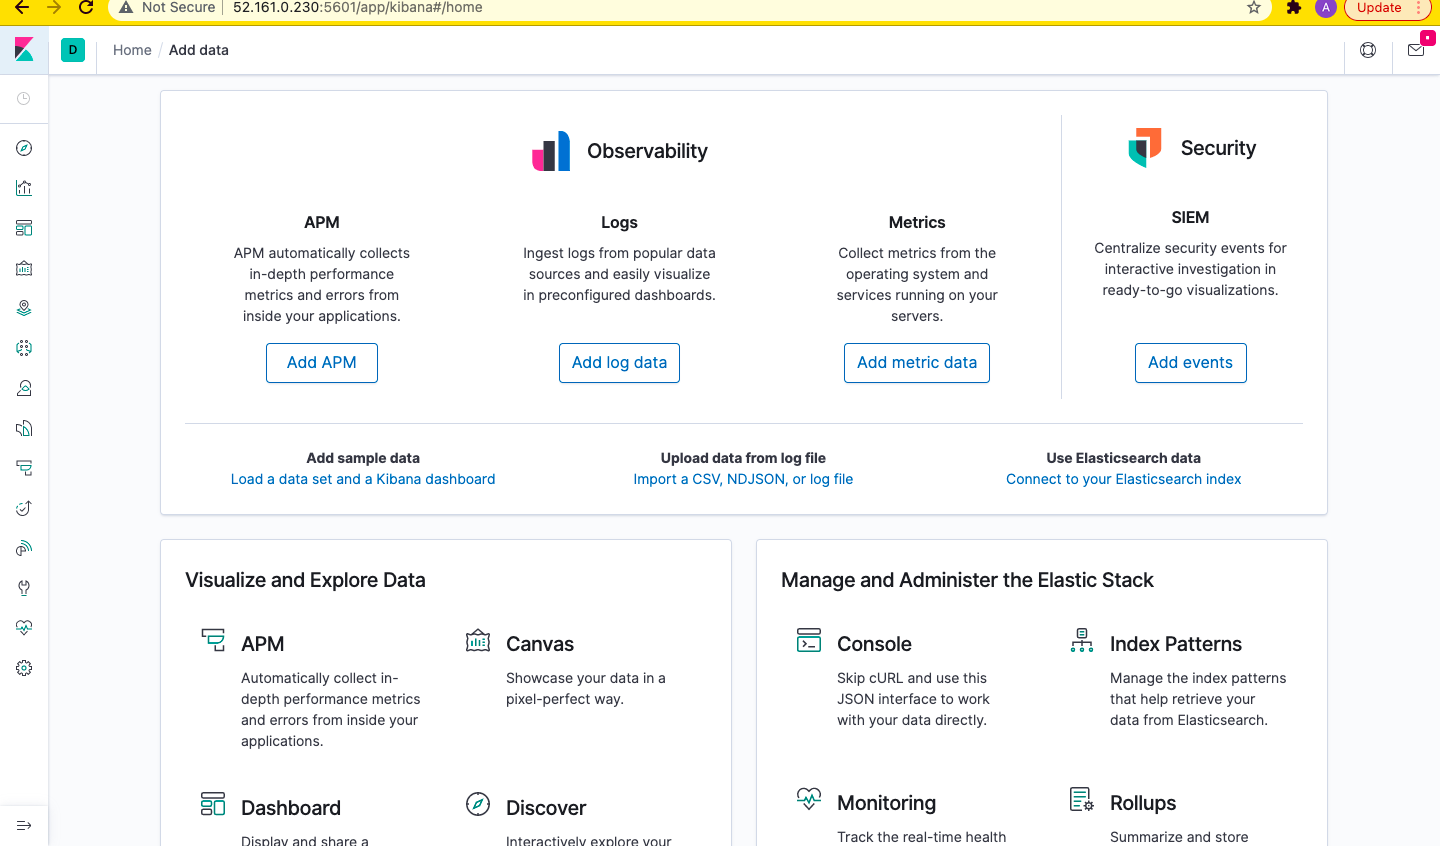 Not Secure
52.161.0.230:5601/app/kibana#/home
A
Update
D
Home / Add data
Observability
Security
APM
APM automatically collects
in-depth performance
metrics and errors from
inside your applications.
Add APM
Logs
Ingest logs from popular data
sources and easily visualize
in preconfigured dashboards.
Add log data
Metrics
Collect metrics from the
operating system and
services running on your
servers.
Add metric data
SIEM
Centralize security events for
interactive investigation in
ready-to-go visualizations.
Add events
Add sample data
Load a data set and a Kibana dashboard
Upload data from log file
Import a CSV, NDJSON, or log file
Use Elasticsearch data
Connect to your Elasticsearch index
Visualize and Explore Data
APM
Automatically collect in-
depth performance metrics
and errors from inside your
applications.
Canvas
Showcase your data in a
pixel-perfect way.
Dashboard
Display and share a
Discover
Interactively explore your
Manage and Administer the Elastic Stack
Console
Skip cURL and use this
JSON interface to work
with your data directly.
Index Patterns
Manage the index patterns
that help retrieve your
data from Elasticsearch.
Monitoring
Track the real-time health
Rollups
Summarize and store